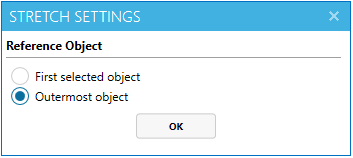 STRETCH SETTINGS
Reference Object
First selected object
Outermost object
OK